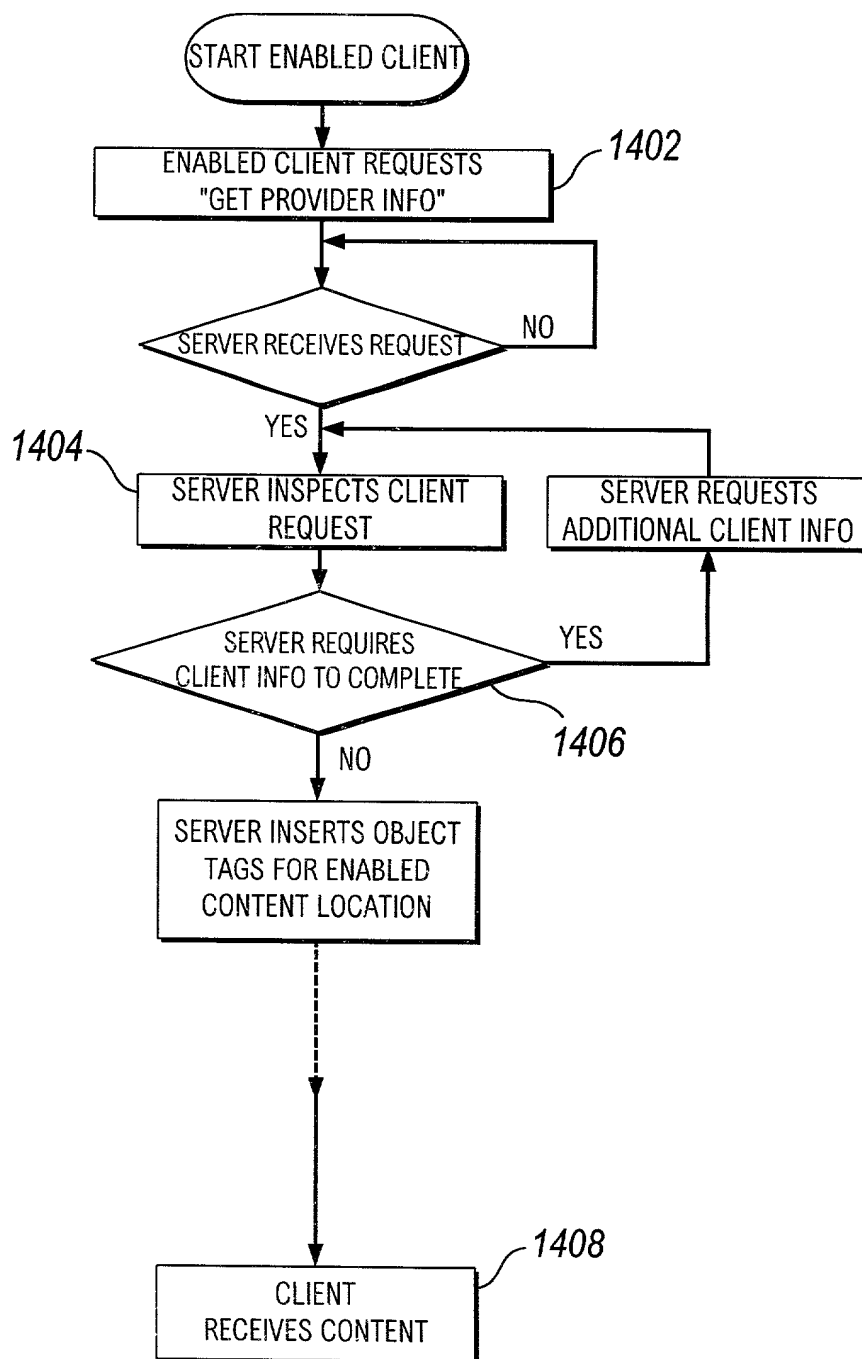 START ENABLED CLIENT
ENABLED CLIENT REQUESTS
"GET PROVIDER INFO"
1402
SERVER RECEIVES REQUEST
NO
YES
1404
SERVER INSPECTS CLIENT
REQUEST
SERVER REQUESTS
ADDITIONAL CLIENT INFO
SERVER REQUIRES
CLIENT INFO TO COMPLETE
YES
1406
NO
SERVER INSERTS OBJECT
TAGS FOR ENABLED
CONTENT LOCATION
1408
CLIENT
RECEIVES CONTENT